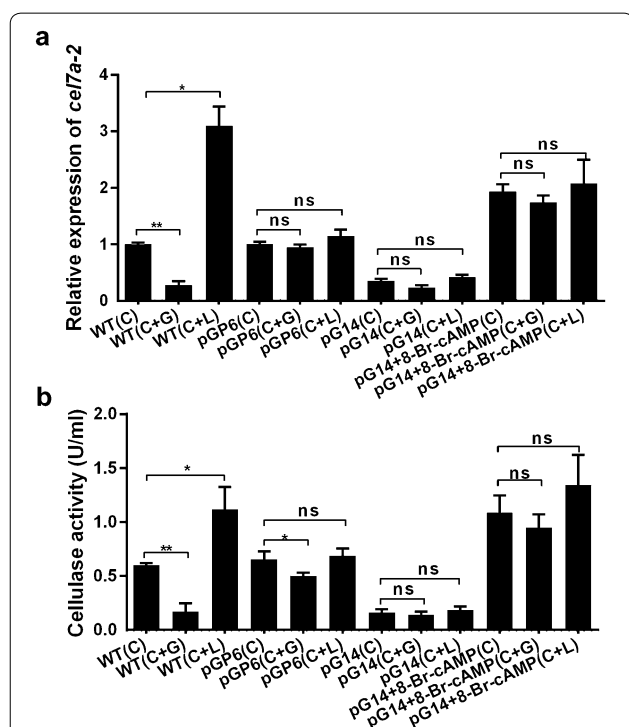 a
Relative expression of cel7a-2
4
3
2
1
0
*
**
ns
ns
ns
ns
ns
ns
WT(C)
WT(C+G)
WT(C+L)
pGP6(C)
pGP6(C+G)
pGP6(C+L)
pG14(C)
pG14(C+G)
pG14(C+L)
pG14+8-Br-cAMP(C)
pG14+8-Br-cAMP(C+G)
pG14+8-Br-cAMP(C+L)
b
Cellulase activity (U/ml)
2.0
1.5
1.0
0.5
0.0
*
**
ns
*
ns
ns
ns
ns
WT(C)
WT(C+G)
WT(C+L)
pGP6(C)
pGP6(C+G)
pGP6(C+L)
pG14(C)
pG14(C+G)
pG14(C+L)
pG14+8-Br-cAMP(C)
pG14+8-Br-cAMP(C+G)
pG14+8-Br-cAMP(C+L)